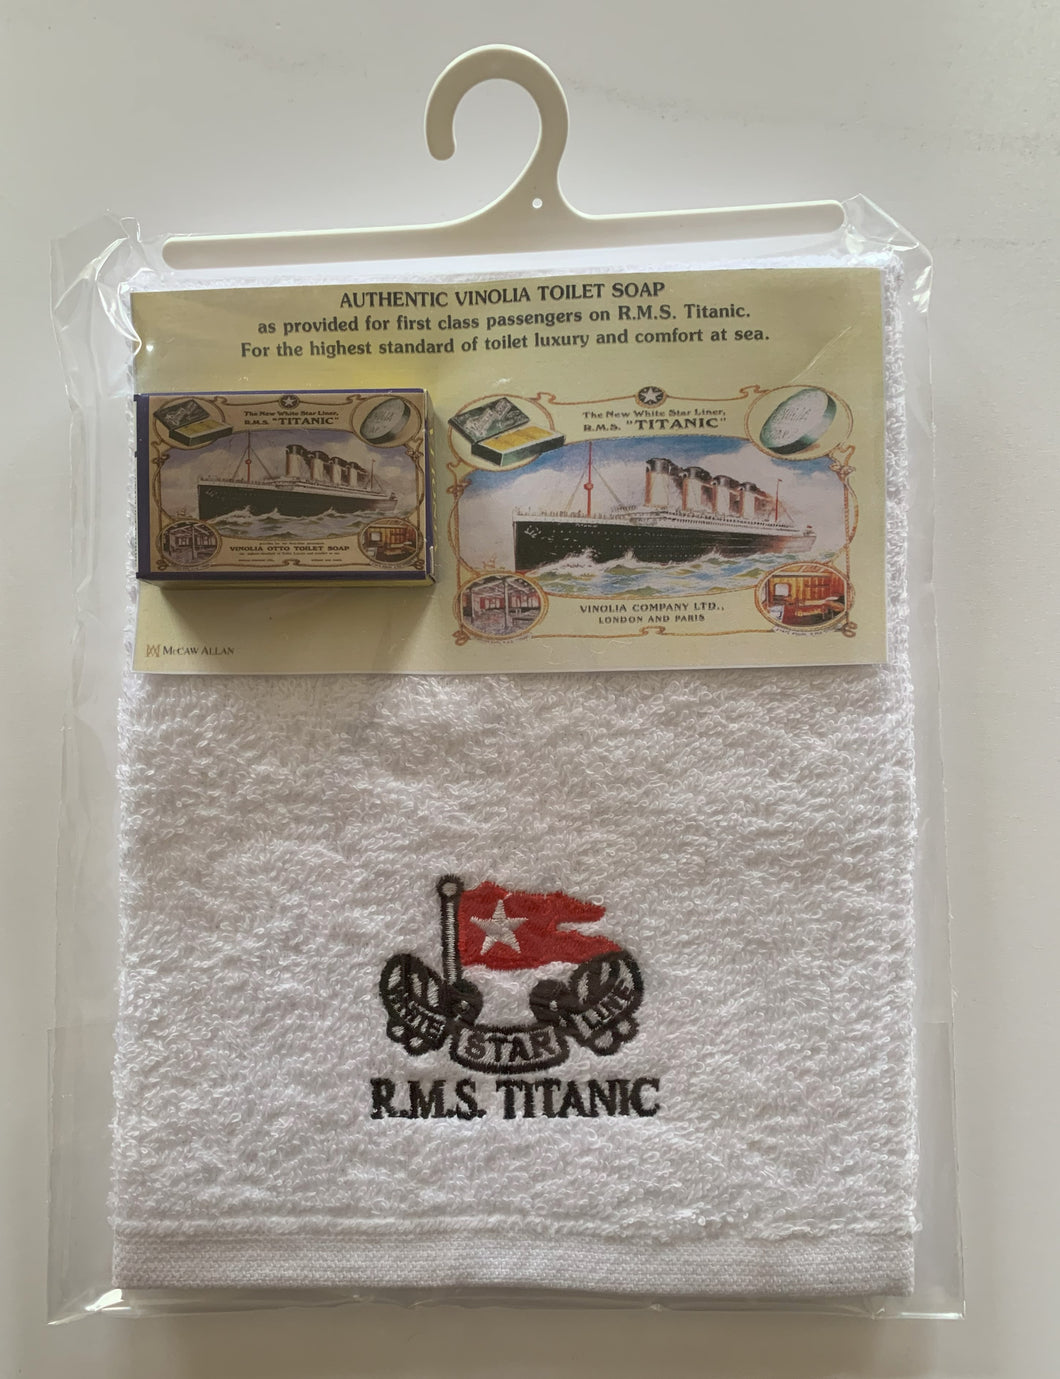 AUTHENTIC VINOLIA TOILET SOAP
as provided for first class passengers on R.M.S. Titanic.
For the highest standard of toilet luxury and comfort at sea.
The New White Star Liner,
R.M.S. "TITANIC"
VINOLIA OTTO TOILET SOAP
The New White Star Liner,
R.M.S. "TITANIC"
VINOLIA COMPANY LTD.,
LONDON AND PARIS
McCAW ALLAN
WHITE STAR LINE
R.M.S. TITANIC